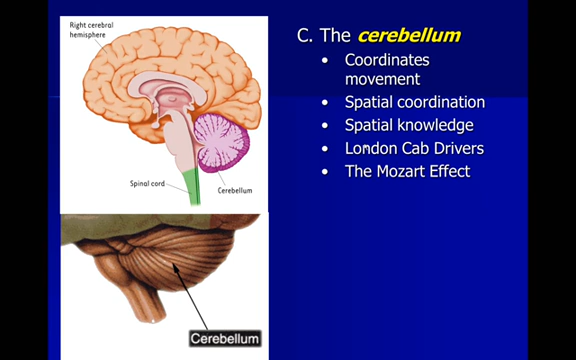 Right cerebral
hemisphere
Spinal cord
Cerebellum
Cerebellum
C. The cerebellum
• Coordinates
movement
• Spatial coordination
• Spatial knowledge
• London Cab Drivers
• The Mozart Effect